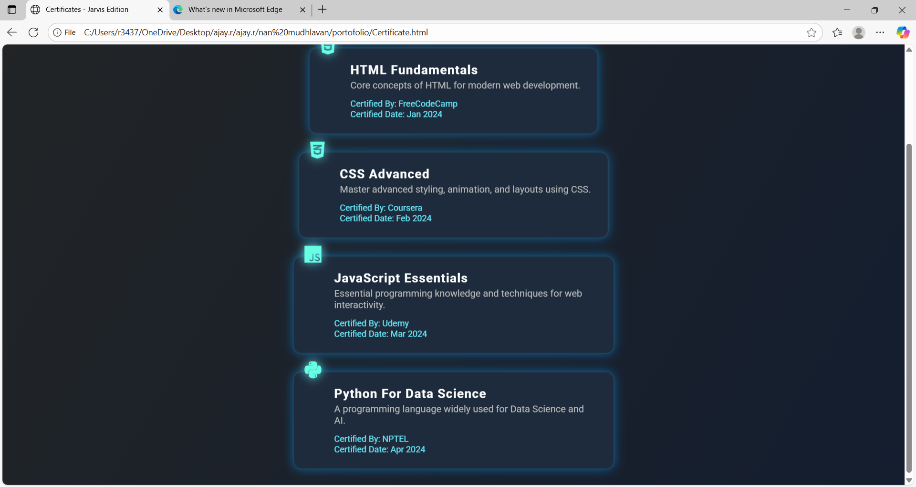 Certificates - Jarvis Edition
What's new in Microsoft Edge
File
C:/Users/r3437/OneDrive/Desktop/ajay.r/ajay.r/nan%20mudhlavan/portofolio/Certificate.html
HTML Fundamentals
Core concepts of HTML for modern web development.
Certified By: FreeCodeCamp
Certified Date: Jan 2024
CSS Advanced
Master advanced styling, animation, and layouts using CSS.
Certified By: Coursera
Certified Date: Feb 2024
JS
JavaScript Essentials
Essential programming knowledge and techniques for web
interactivity.
Certified By: Udemy
Certified Date: Mar 2024
Python For Data Science
A programming language widely used for Data Science and
AI.
Certified By: NPTEL
Certified Date: Apr 2024